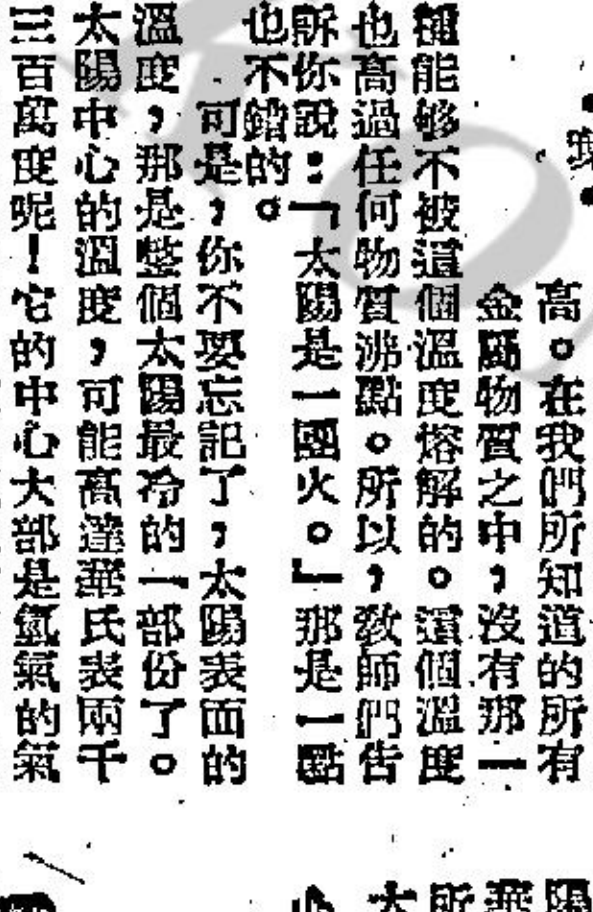 高。在我們所知道的所有
金屬物質之中,沒有那一
種能够不被這個溫度熔解的。這個溫度
也高過任何物質沸點。所以,敎師們告
訴你說:「太陽是一團火。」那是一點
也不錯的。
可是,你不要忘記了,太陽表面的
溫度,那是整個太陽最冷的一部份了。
太陽中心的溫度,可能高達華氏表兩千
三百萬度呢!它的中心大部是氫氣的氣